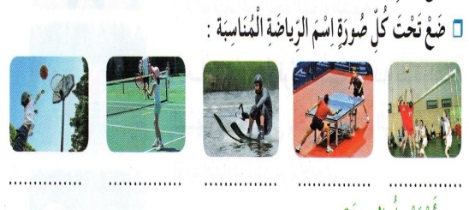 ضَعْ تَحْتَ كُلِّ صُورَةٍ اِسْمَ الرِّيَاضَةِ الْمُنَاسِبَة :